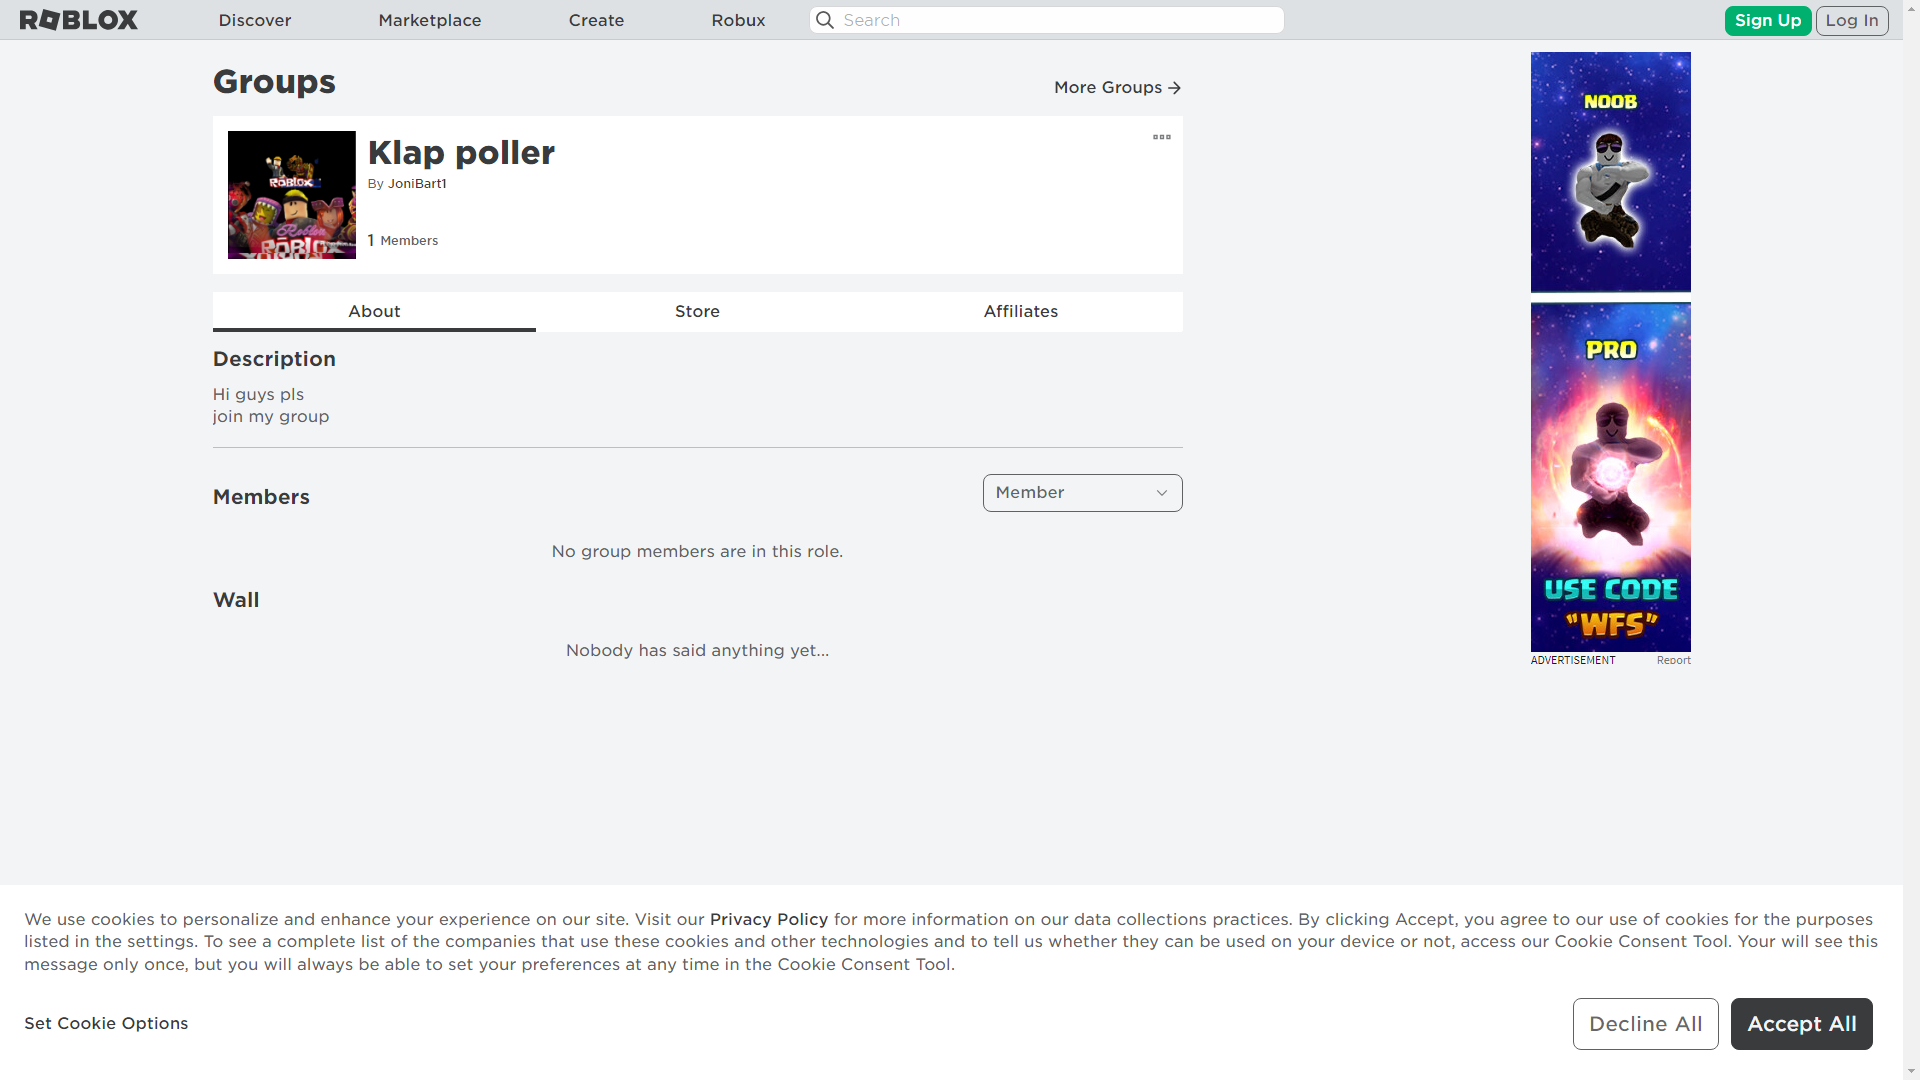 ROBLOX
Discover
Marketplace
Create
Robux
Search
Sign Up
Log In
Groups
More Groups
Klap poller
By JoniBart1
1 Members
ROBLOX
Roblox
ROBLOX
About
Store
Affiliates
Description
Hi guys pls
join my group
Members
Member
No group members are in this role.
Wall
Nobody has said anything yet...
NOOB
PRO
USE CODE
"WFS"
ADVERTISEMENT
Report
We use cookies to personalize and enhance your experience on our site. Visit our Privacy Policy for more information on our data collections practices. By clicking Accept, you agree to our use of cookies for the purposes
listed in the settings. To see a complete list of the companies that use these cookies and other technologies and to tell us whether they can be used on your device or not, access our Cookie Consent Tool. Your will see this
message only once, but you will always be able to set your preferences at any time in the Cookie Consent Tool.
Set Cookie Options
Decline All
Accept All